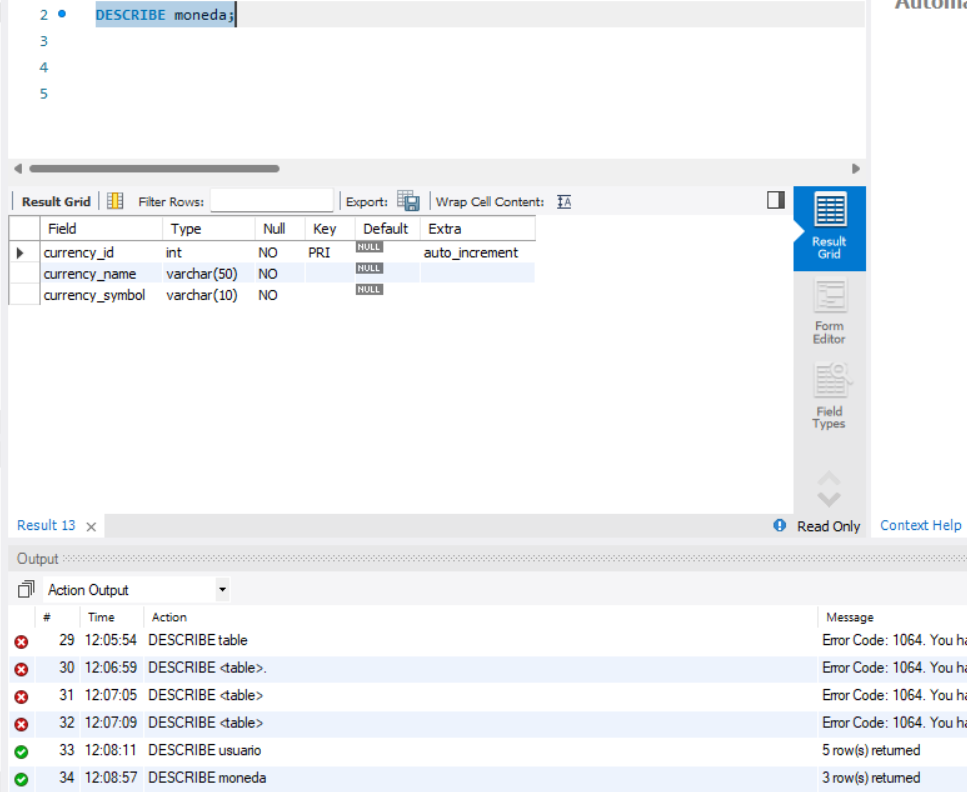 Automa
2 DESCRIBE moneda;
3
4
5
Result Grid Filter Rows: Export: Wrap Cell Content: IA
Field Type Null Key Default Extra
currency_id int NO PRI NULL auto_increment
currency_name varchar(50) NO NULL
currency_symbol varchar(10) NO NULL
Result
Grid
Form
Editor
Field
Types
Result 13 Read Only Context Help
Output
Action Output
# Time Action Message
29 12:05:54 DESCRIBE table Error Code: 1064. You ha
30 12:06:59 DESCRIBE <table>. Error Code: 1064. You ha
31 12:07:05 DESCRIBE <table> Error Code: 1064. You ha
32 12:07:09 DESCRIBE <table> Error Code: 1064. You ha
33 12:08:11 DESCRIBE usuario 5 row(s) returned
34 12:08:57 DESCRIBE moneda 3 row(s) returned